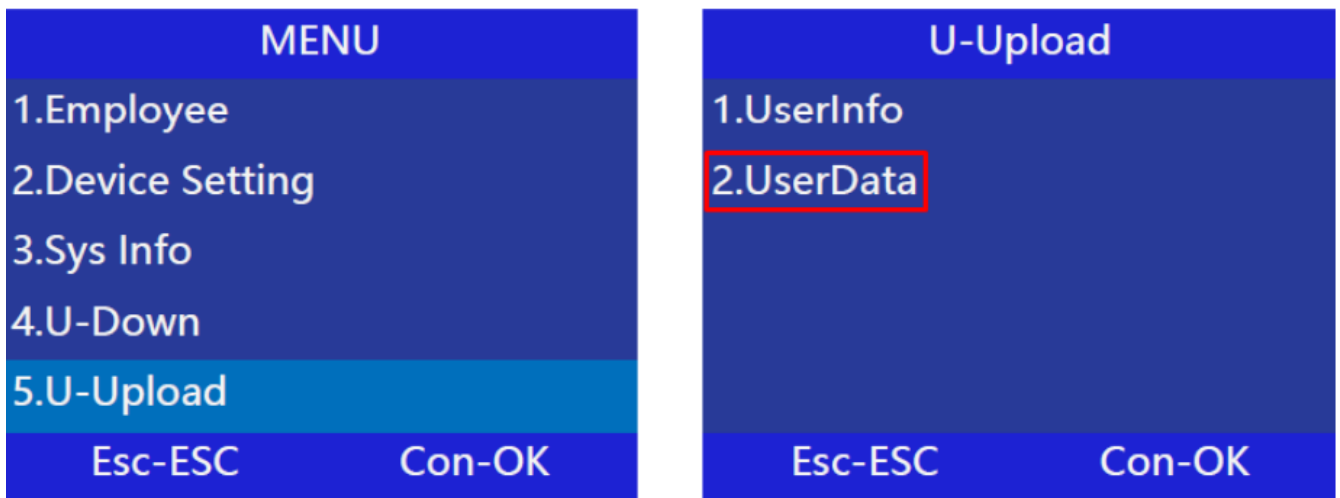 MENU
1.Employee
2.Device Setting
3.Sys Info
4.U-Down
5.U-Upload
Esc-ESC Con-OK
U-Upload
1.UserInfo
2.UserData
Esc-ESC Con-OK